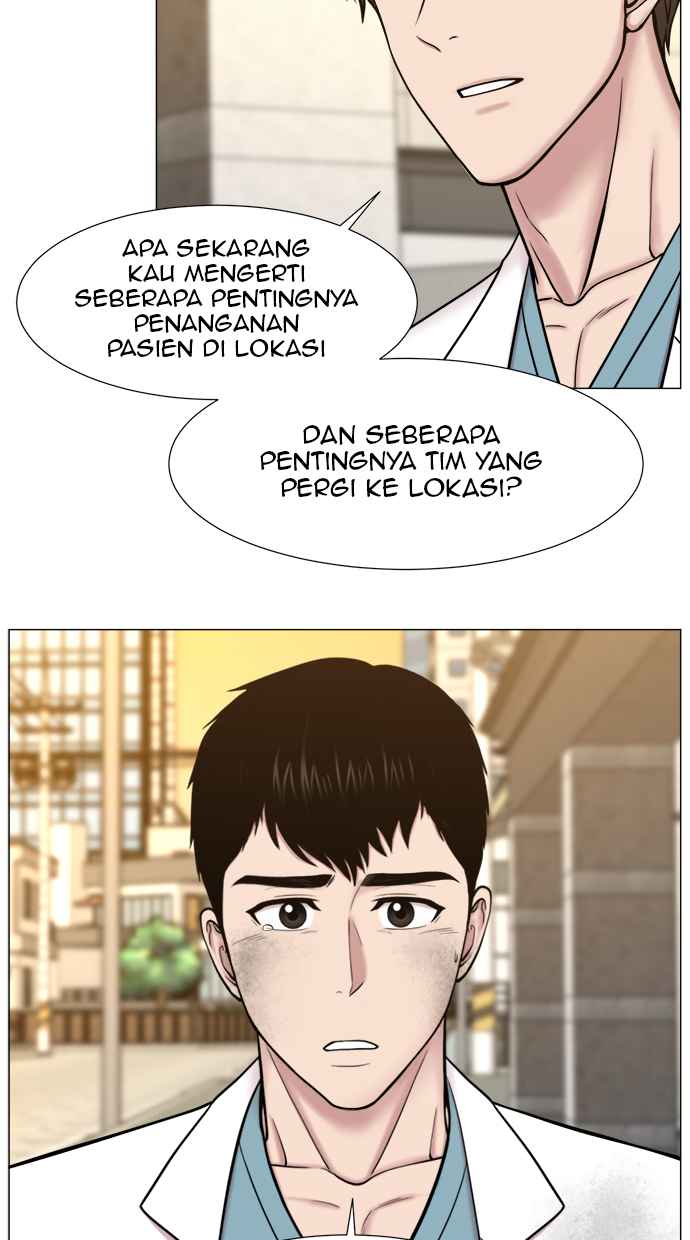 APA SEKARANG
KAU MENGERTI
SEBERAPA PENTINGNYA
PENANGANAN
PASIEN DI LOKASI
DAN SEBERAPA
PENTINGNYA TIM YANG
PERGI KE LOKASI?